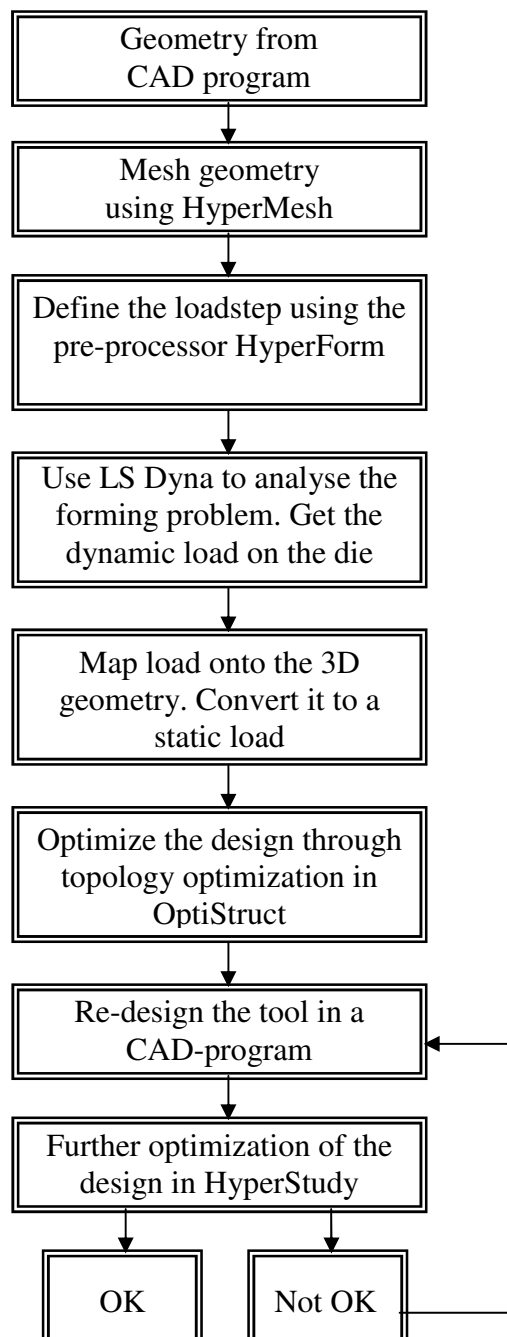 Geometry from
CAD program
Mesh geometry
using HyperMesh
Define the loadstep using the
pre-processor HyperForm
Use LS Dyna to analyse the
forming problem. Get the
dynamic load on the die
Map load onto the 3D
geometry. Convert it to a
static load
Optimize the design through
topology optimization in
OptiStruct
Re-design the tool in a
CAD-program
Further optimization of the
design in HyperStudy
OK
Not OK